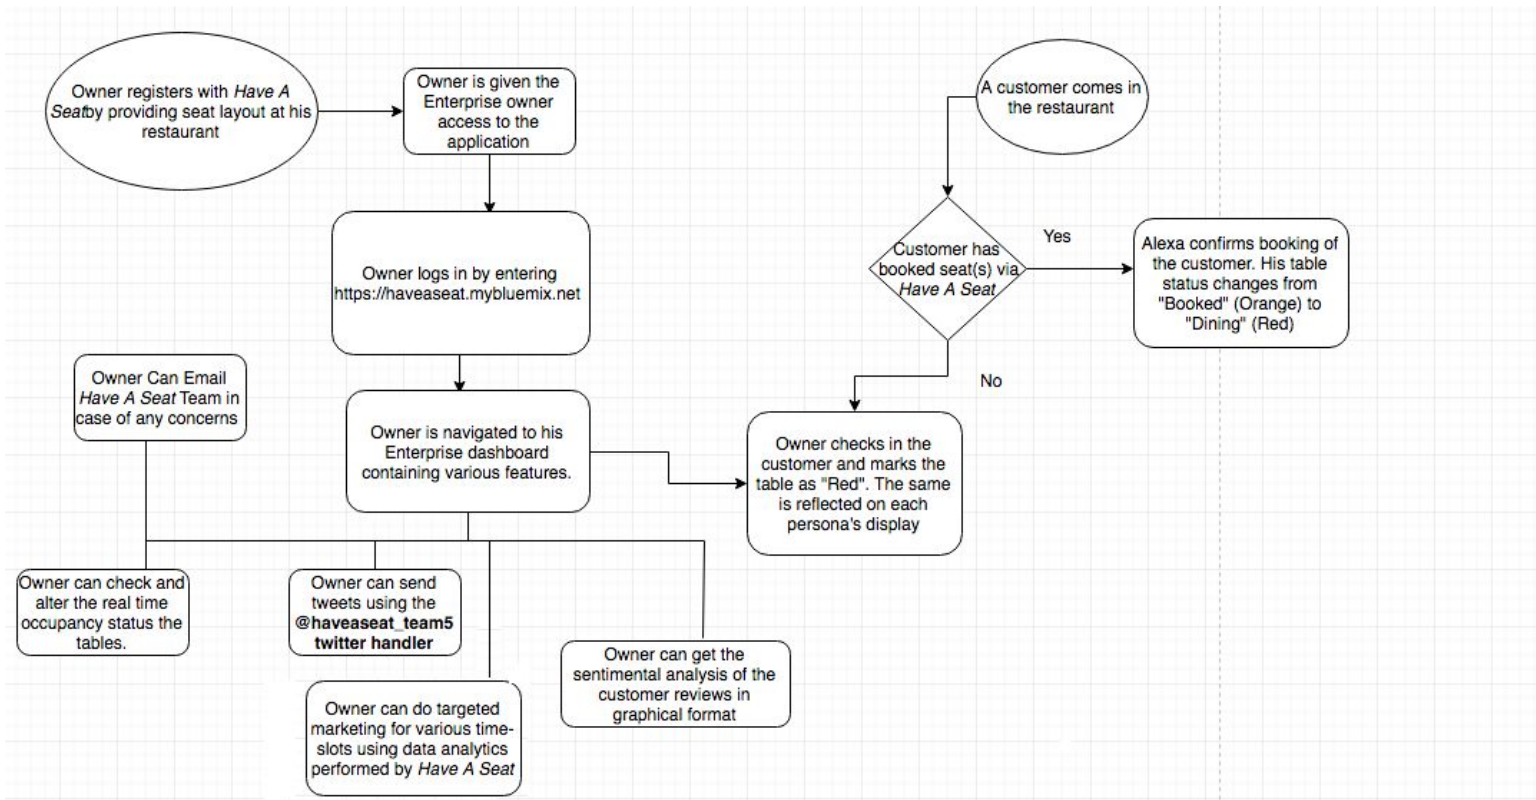 Owner registers with Have A
Seatby providing seat layout at his
restaurant
Owner is given the
Enterprise owner
access to the
application
Owner logs in by entering
https://haveaseat.mybluemix.net
Owner is navigated to his
Enterprise dashboard
containing various features.
Owner Can Email
Have A Seat Team in
case of any concerns
Owner can check and
alter the real time
occupancy status the
tables.
Owner can send
tweets using the
@haveaseat_team5
twitter handler
Owner can do targeted
marketing for various time-
slots using data analytics
performed by Have A Seat
Owner can get the
sentimental analysis of the
customer reviews in
graphical format
A customer comes in
the restaurant
Customer has
booked seat(s) via
Have A Seat
Yes
Alexa confirms booking of
the customer. His table
status changes from
"Booked" (Orange) to
"Dining" (Red)
No
Owner checks in the
customer and marks the
table as "Red". The same
is reflected on each
persona's display